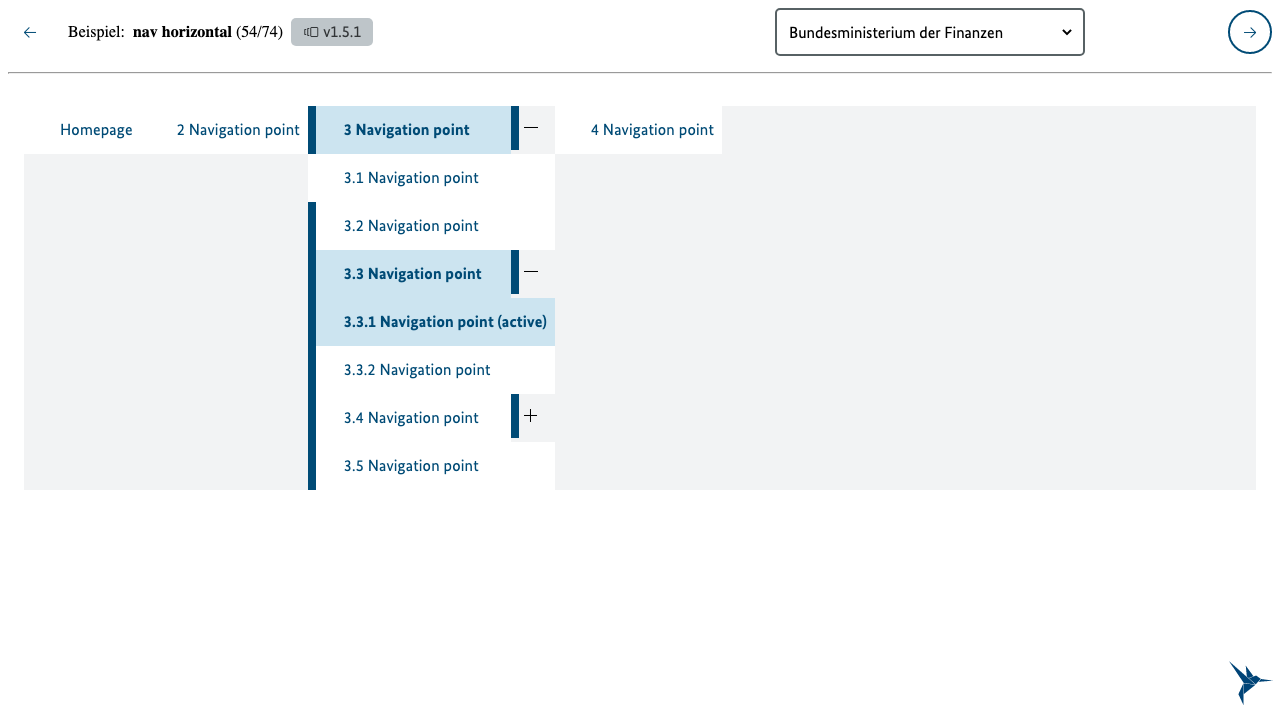 Beispiel: nav horizontal (54/74) v1.5.1 Bundesministerium der Finanzen
Homepage 2 Navigation point 3 Navigation point 4 Navigation point
3.1 Navigation point
3.2 Navigation point
3.3 Navigation point
3.3.1 Navigation point (active)
3.3.2 Navigation point
3.4 Navigation point
3.5 Navigation point